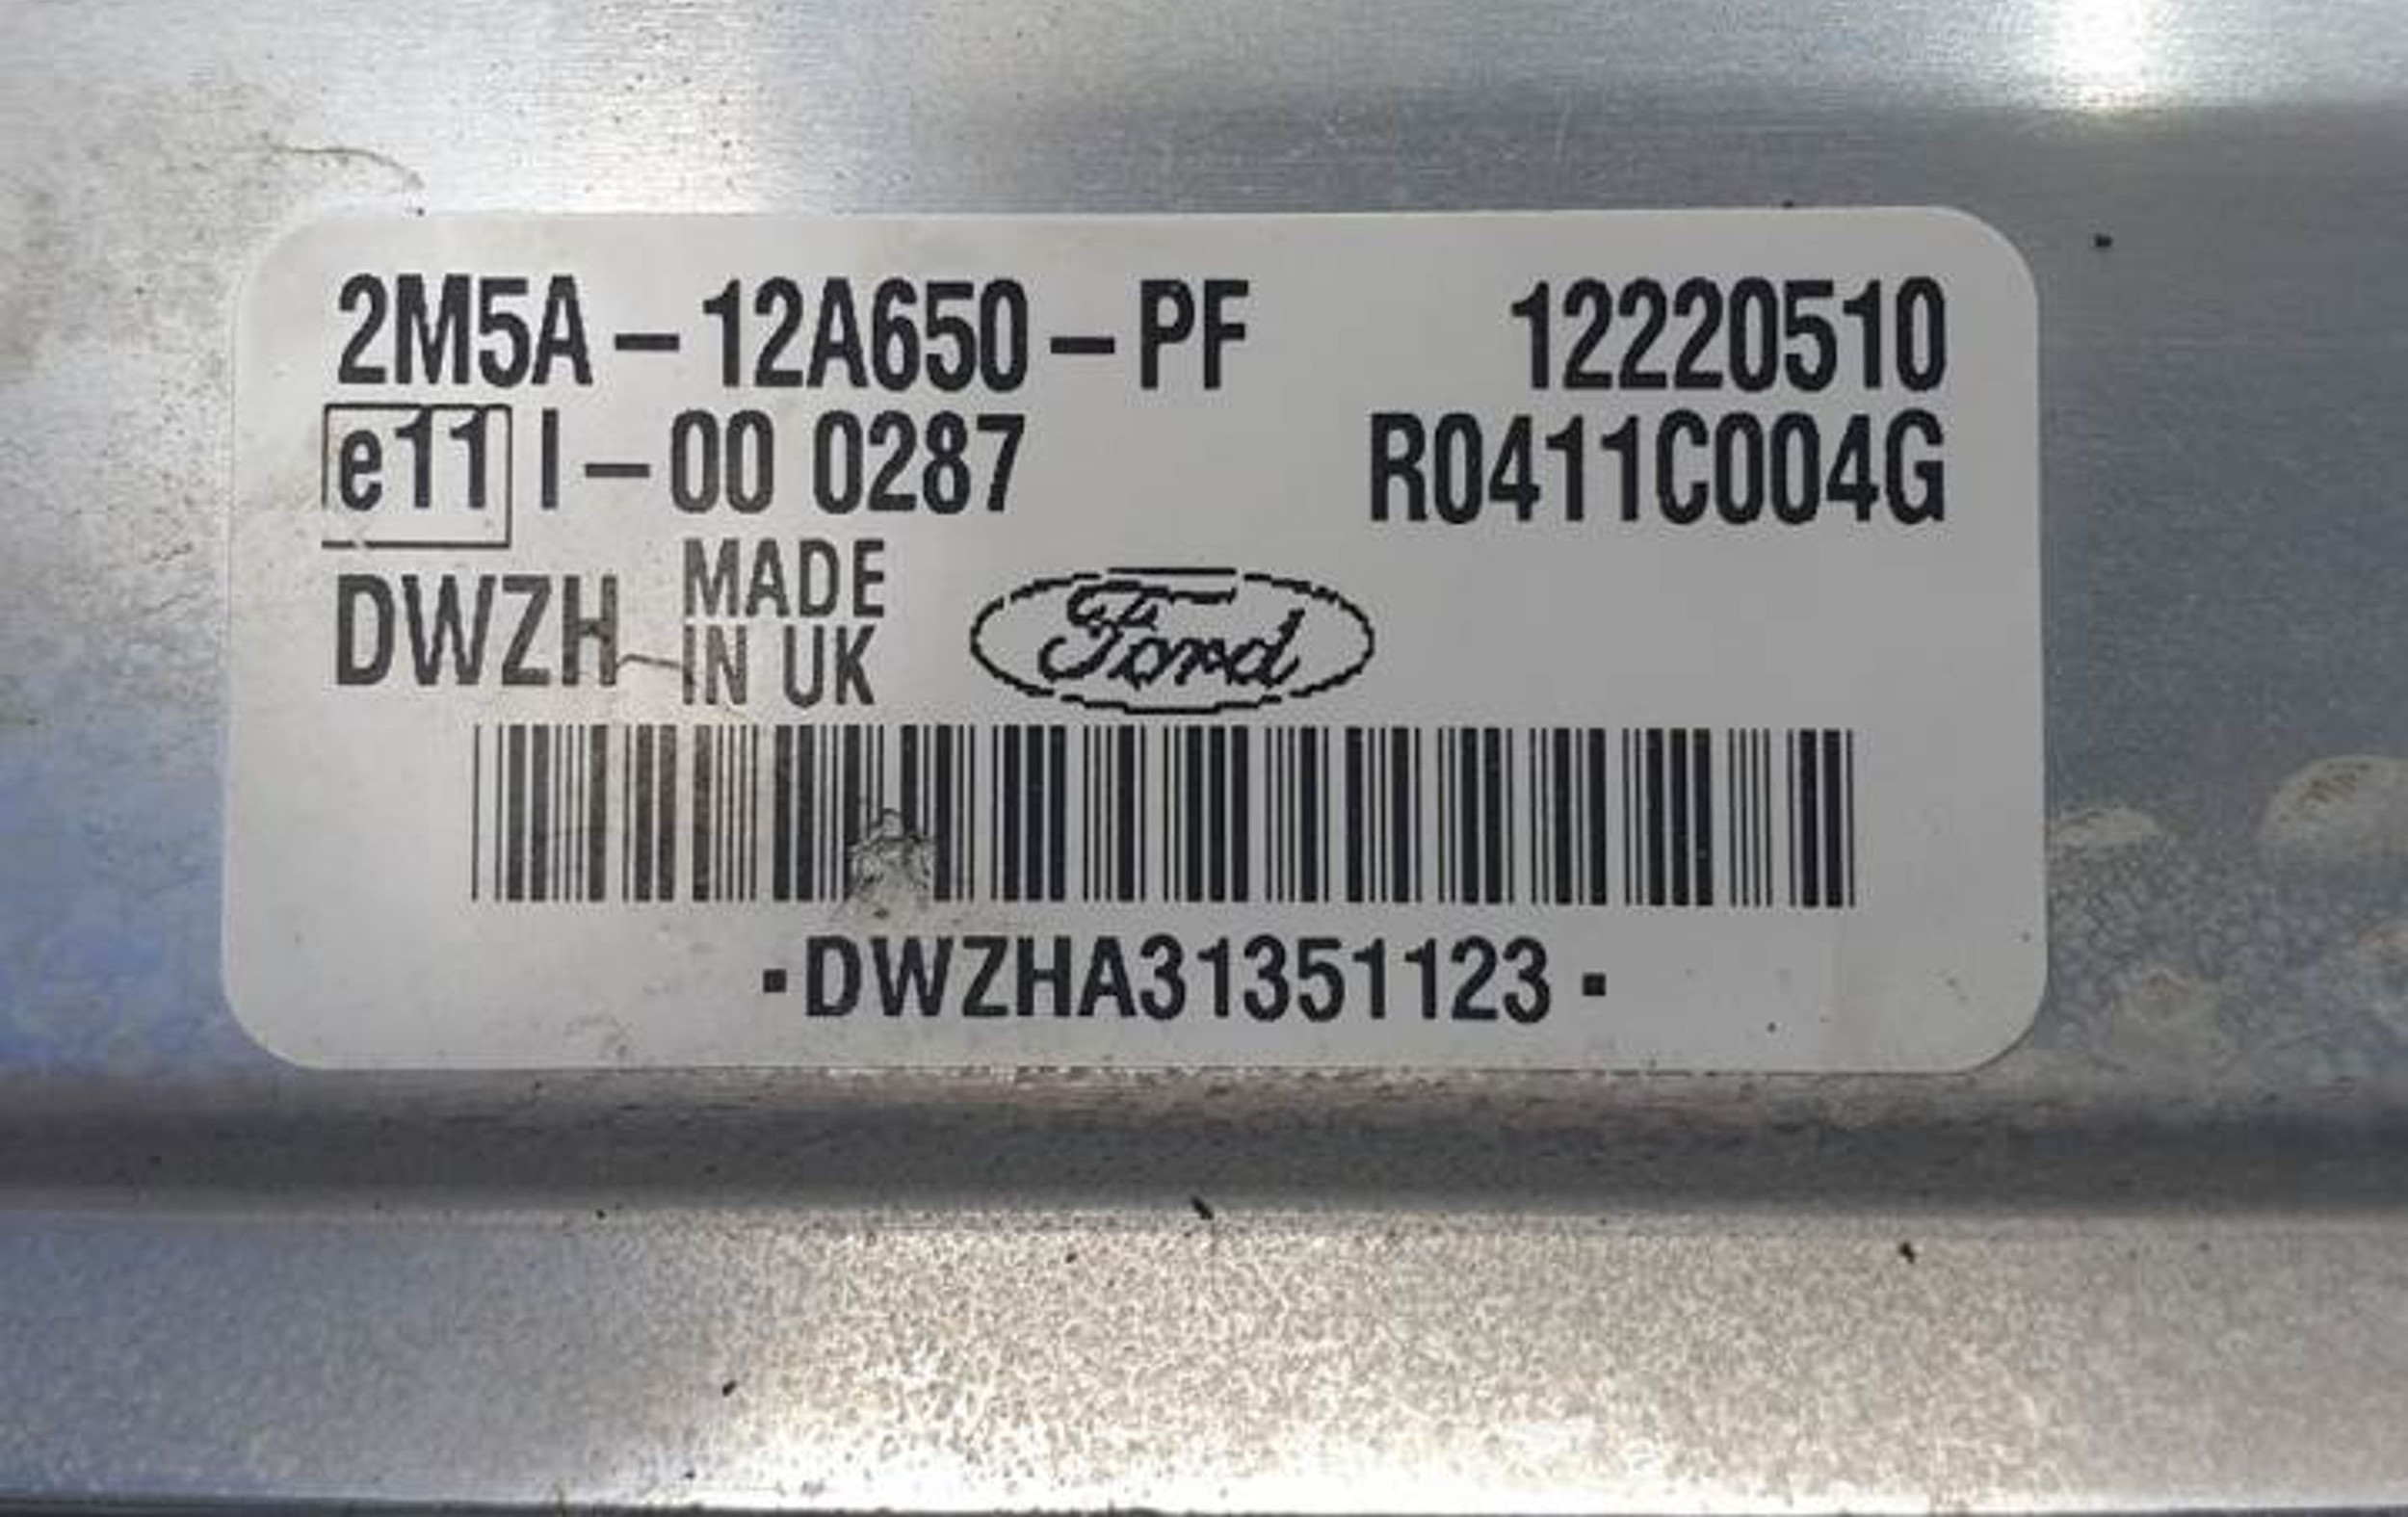 2M5A-12A650-PF 12220510
e11 I-00 0287 R0411C004G
DWZH MADE IN UK Ford
-DWZHA31351123-